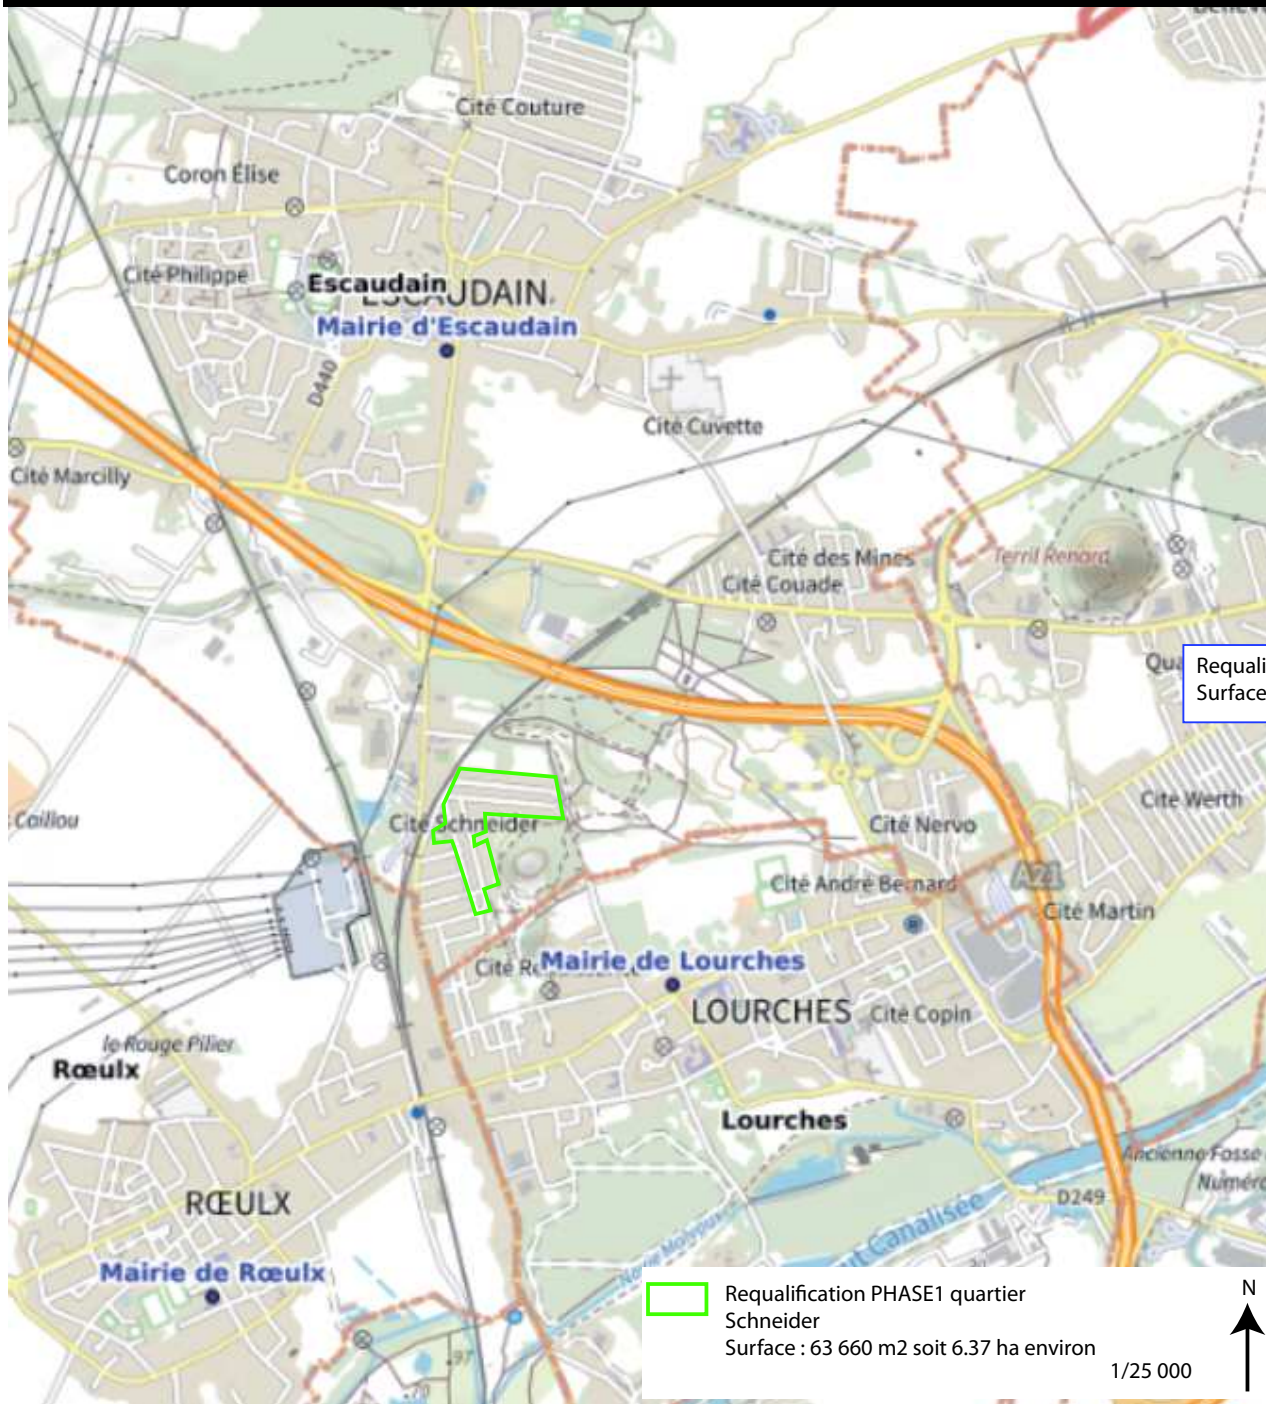 Cité Couture
Coron Élise
Cité Philippe
Escaudain
ESCAUDAIN
Mairie d'Escaudain
D440
Cité Cuvette
Cité Marcilly
Cité des Mines
Cité Couade
Terril Renard
Requali
Surface
Cité Werth
Caillou
Cité Schneider
Cité Nervo
Cité André Bernard
A21
Cité Martin
Mairie de Lourches
LOURCHES
Cité Copin
le Rouge Pilier
Rœulx
Lourches
Ancienne Fosse
Numéro
RŒULX
D249
Canalisée
Mairie de Rœulx
Requalification PHASE1 quartier
Schneider
Surface : 63 660 m2 soit 6.37 ha environ
1/25 000
N
97
70